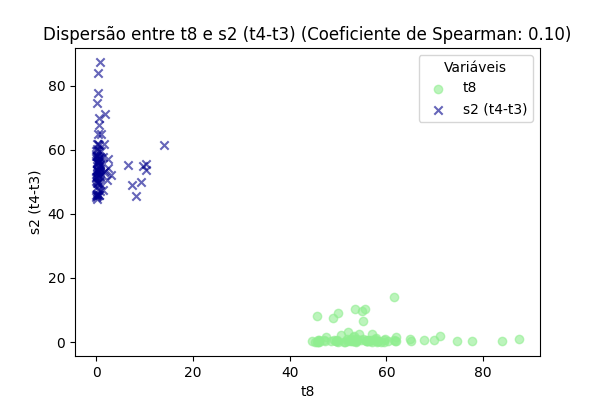 Dispersão entre t8 e s2 (t4-t3) (Coeficiente de Spearman: 0.10)
Variáveis
t8
s2 (t4-t3)
s2 (t4-t3)
80
60
40
20
0
0 20 40 60 80
t8